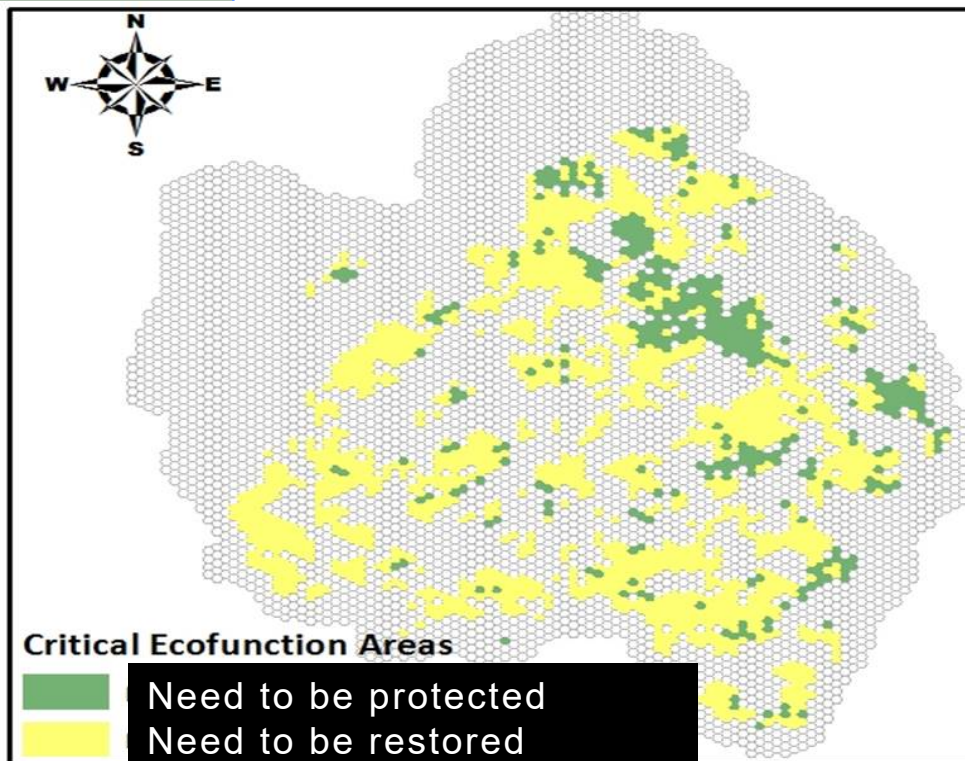 N
W E
S
Critical Ecofunction Areas
Need to be protected
Need to be restored